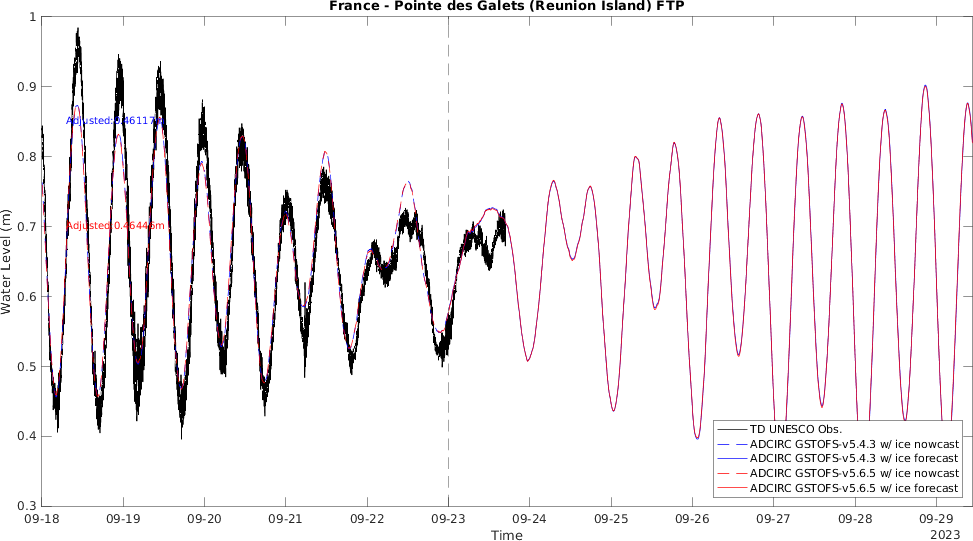 France - Pointe des Galets (Reunion Island) FTP
1
0.9
0.8
0.7
0.6
0.5
0.4
0.3
Water Level (m)
Adjusted:0.46117m
Adjusted:0.46446m
TD UNESCO Obs.
ADCIRC GSTOFS-v5.4.3 w/ ice nowcast
ADCIRC GSTOFS-v5.4.3 w/ ice forecast
ADCIRC GSTOFS-v5.6.5 w/ ice nowcast
ADCIRC GSTOFS-v5.6.5 w/ ice forecast
09-18 09-19 09-20 09-21 09-22 09-23 09-24 09-25 09-26 09-27 09-28 09-29
Time
2023